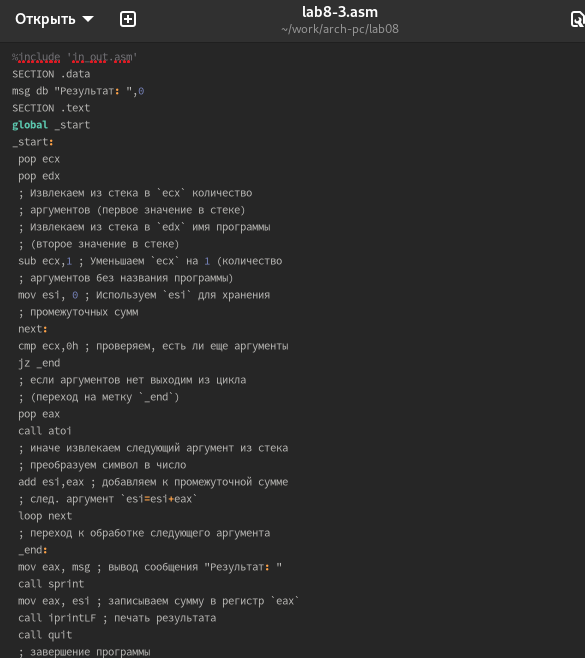 Открыть
lab8-3.asm
~/work/arch-pc/lab08
%include 'in_out.asm'
SECTION .data
msg db "Результат: ",0
SECTION .text
global _start
_start:
pop ecx
pop edx
; Извлекаем из стека в `ecx` количество
; аргументов (первое значение в стеке)
; Извлекаем из стека в `edx` имя программы
; (второе значение в стеке)
sub ecx,1 ; Уменьшаем `ecx` на 1 (количество
; аргументов без названия программы)
mov esi, 0 ; Используем `esi` для хранения
; промежуточных сумм
next:
cmp ecx,0h ; проверяем, есть ли еще аргументы
jz _end
; если аргументов нет выходим из цикла
; (переход на метку `_end`)
pop eax
call atoi
; иначе извлекаем следующий аргумент из стека
; преобразуем символ в число
add esi,eax ; добавляем к промежуточной сумме
; след. аргумент `esi=esi+eax`
loop next
; переход к обработке следующего аргумента
_end:
mov eax, msg ; вывод сообщения "Результат: "
call sprint
mov eax, esi ; записываем сумму в регистр `eax`
call iprintLF ; печать результата
call quit
; завершение программы